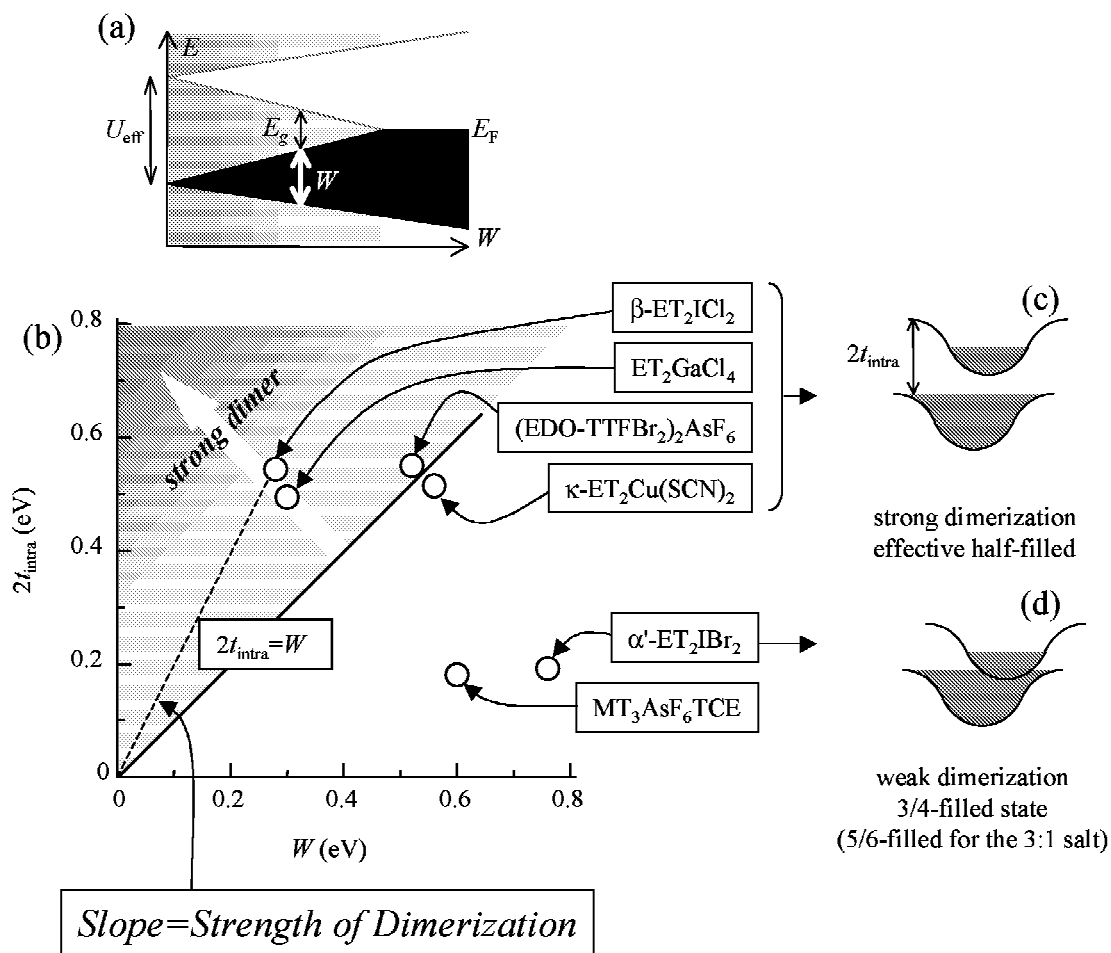 (a)
E
U_eff
E_g
E_F
W
W
(b)
0.8
0.6
0.4
0.2
0
2t_intra (eV)
strong dimer
2t_intra=W
0
0.2
0.4
0.6
0.8
W (eV)
Slope=Strength of Dimerization
β-ET₂ICl₂
ET₂GaCl₄
(EDO-TTFBr₂)₂AsF₆
κ-ET₂Cu(SCN)₂
α'-ET₂IBr₂
MT₃AsF₆TCE
(c)
2t_intra
strong dimerization
effective half-filled
(d)
weak dimerization
3/4-filled state
(5/6-filled for the 3:1 salt)